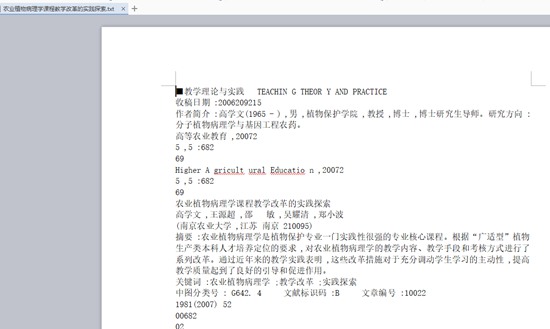 农业植物病理学课程教学改革的实践探索.txt
■教学理论与实践 TEACHIN G THEOR Y AND PRACTICE
收稿日期 :2006209215
作者简介 :高学文(1965 - ) ,男 ,植物保护学院 ,教授 ,博士 ,博士研究生导师。研究方向 :
分子植物病理学与基因工程农药。
高等农业教育 ,20072
5 ,5 :682
69
Higher A gricult ural Educatio n ,20072
5 ,5 :682
69
农业植物病理学课程教学改革的实践探索
高学文 ,王源超 ,邵 敏 ,吴耀清 ,郑小波
(南京农业大学 ,江苏 南京 210095)
摘要 :农业植物病理学是植物保护专业一门实践性很强的专业核心课程。根据“广适型”植物
生产类本科人才培养定位的要求 ,对农业植物病理学的教学内容、教学手段和考核方式进行了
系列改革。通过近年来的教学实践表明 ,这些改革措施对于充分调动学生学习的主动性 ,提高
教学质量起到了良好的引导和促进作用。
关键词 :农业植物病理学 ;教学改革 ;实践探索
中图分类号 : G642. 4 文献标识码 :B 文章编号 :10022
1981(2007) 52
00682
02